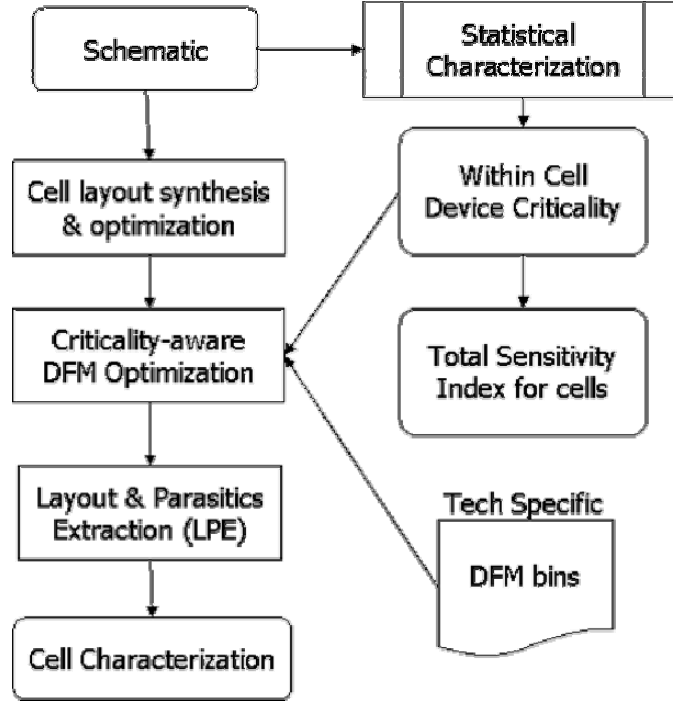 Schematic
Statistical
Characterization
Cell layout synthesis
& optimization
Within Cell
Device Criticality
Criticality-aware
DFM Optimization
Total Sensitivity
Index for cells
Layout & Parasitics
Extraction (LPE)
Tech Specific
DFM bins
Cell Characterization